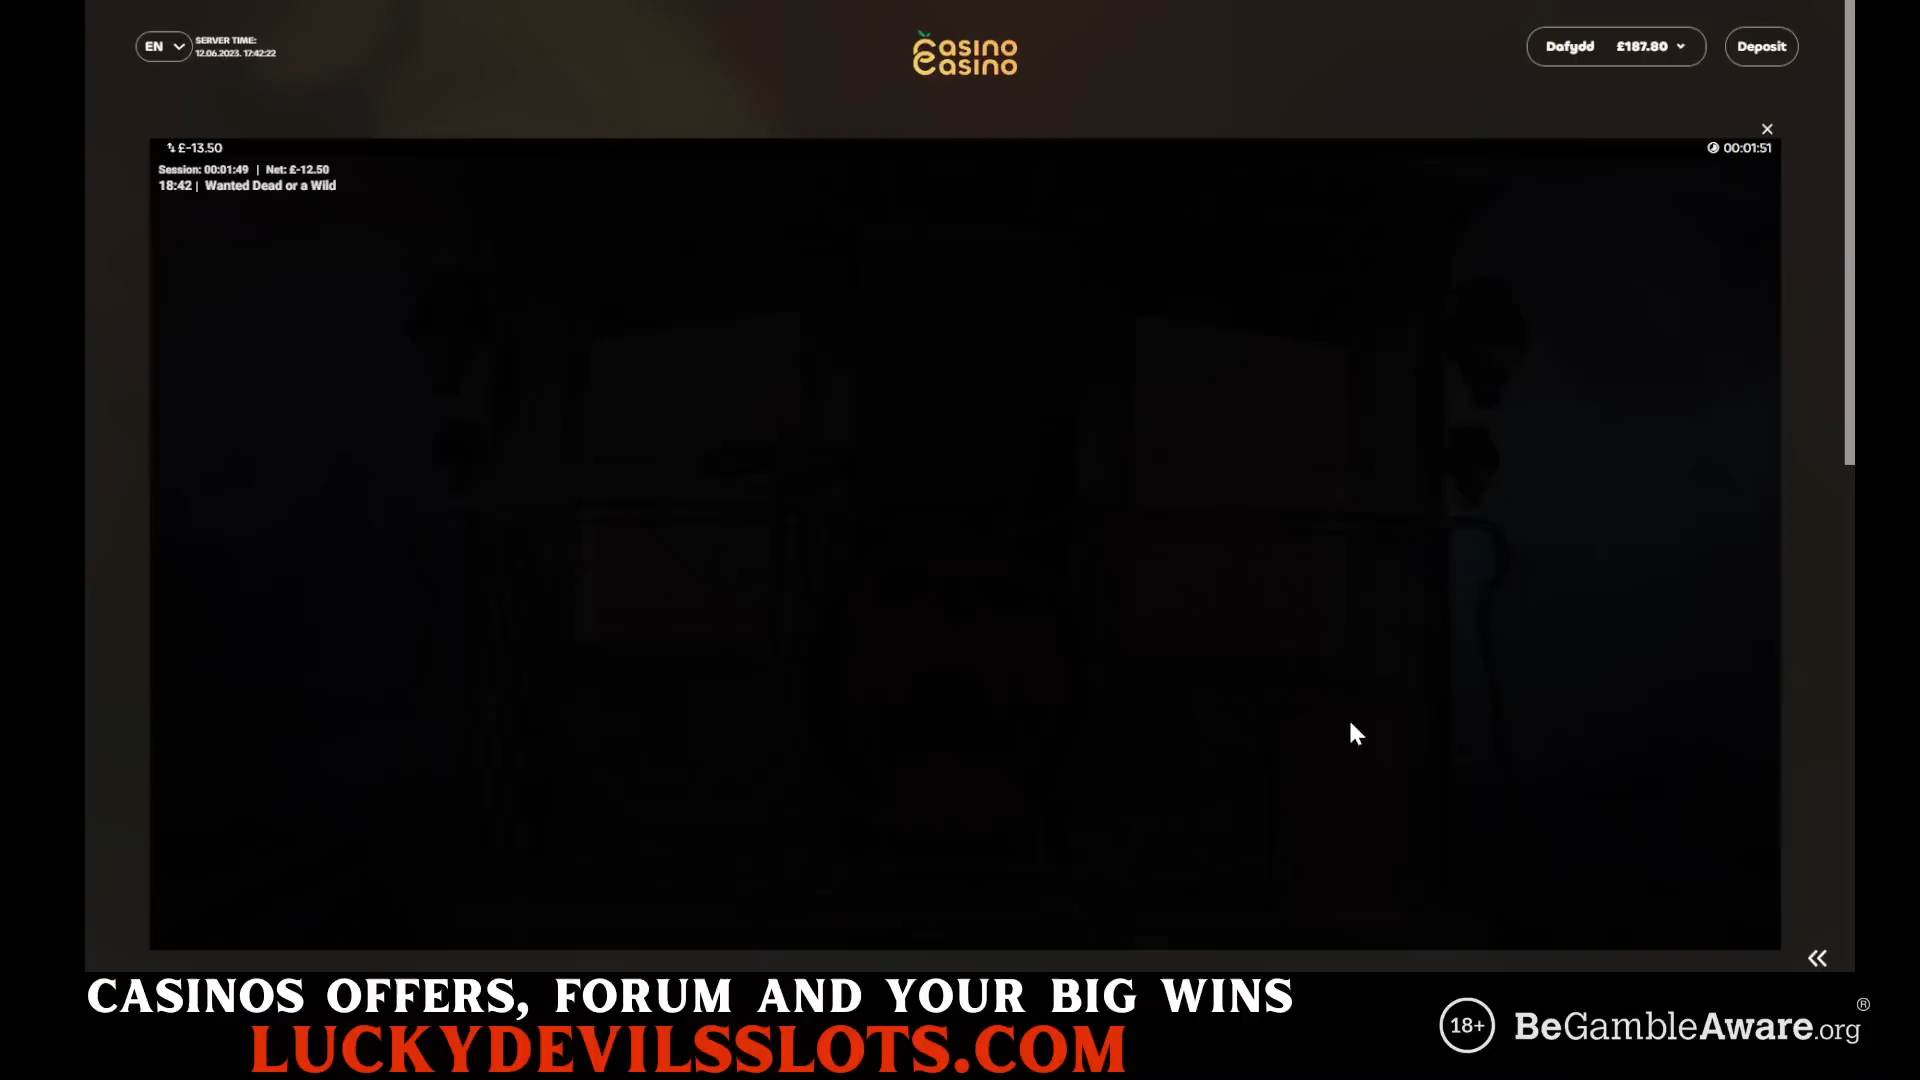 EN
SERVER TIME:
12.06.2023. 17:42:22
Casino
Casino
Dafydd £187.80
Deposit
£-13.50
00:01:51
Session: 00:01:49 | Net: £-12.50
18:42 | Wanted Dead or a Wild
CASINOS OFFERS, FORUM AND YOUR BIG WINS
LUCKYDEVILSSLOTS.COM
18+ BeGambleAware.org®